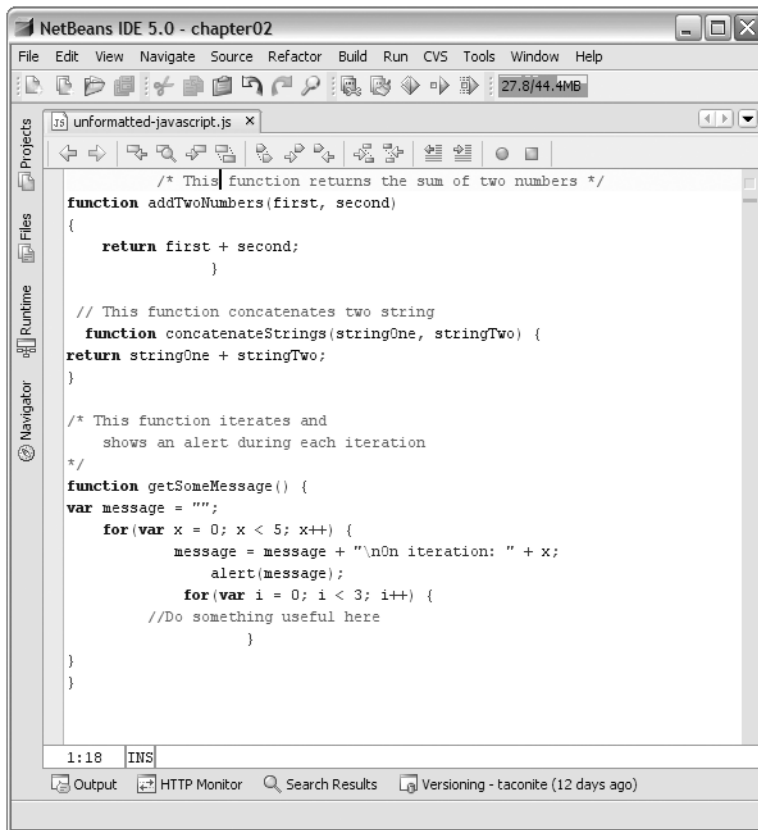 NetBeans IDE 5.0 - chapter02
File Edit View Navigate Source Refactor Build Run CVS Tools Window Help
27.8/44.4MB
Projects
Files
Runtime
Navigator
JS unformatted-javascript.js
/* This function returns the sum of two numbers */
function addTwoNumbers(first, second)
{
return first + second;
}
// This function concatenates two string
function concatenateStrings(stringOne, stringTwo) {
return stringOne + stringTwo;
}
/* This function iterates and
shows an alert during each iteration
*/
function getSomeMessage() {
var message = "";
for(var x = 0; x < 5; x++) {
message = message + "\nOn iteration: " + x;
alert(message);
for(var i = 0; i < 3; i++) {
//Do something useful here
}
}
}
1:18 INS
Output HTTP Monitor Search Results Versioning - taconite (12 days ago)